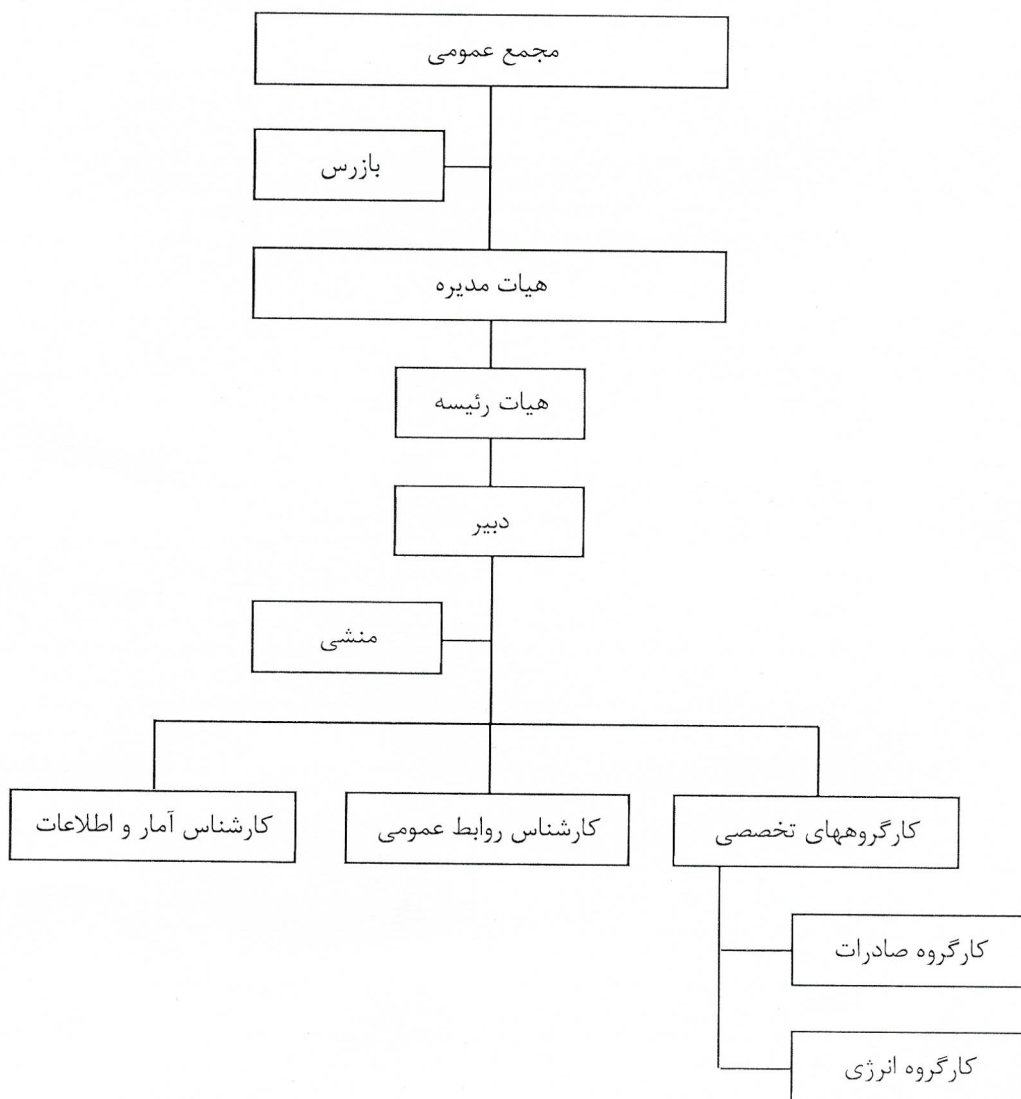 مجمع عمومی
بازرس
هیات مدیره
هیات رئیسه
دبیر
منشی
کارگروههای تخصصی
کارشناس روابط عمومی
کارشناس آمار و اطلاعات
کارگروه صادرات
کارگروه انرژی